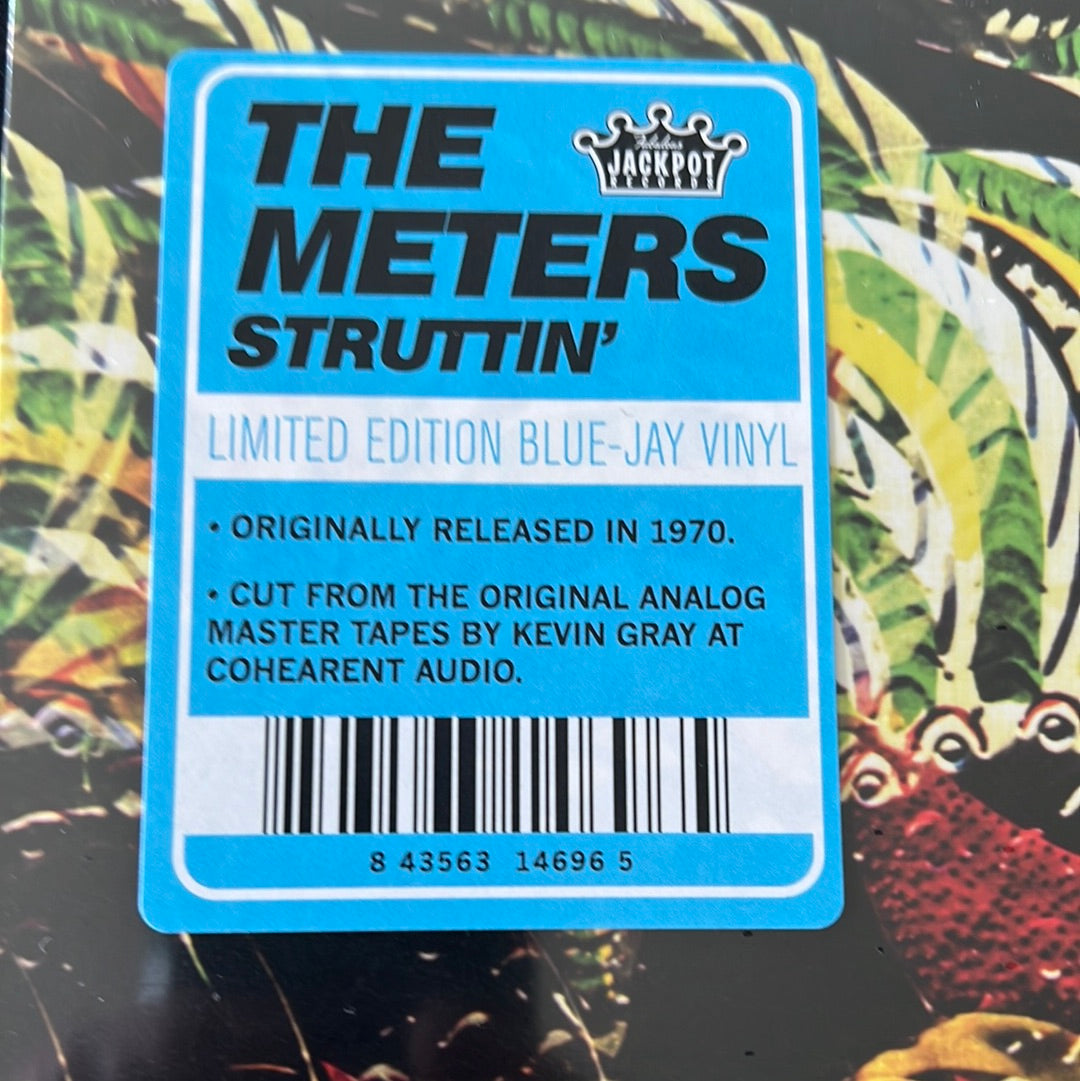 THE
METERS
STRUTTIN'
Fabulous
JACKPOT
RECORDS
LIMITED EDITION BLUE-JAY VINYL
• ORIGINALLY RELEASED IN 1970.
• CUT FROM THE ORIGINAL ANALOG
MASTER TAPES BY KEVIN GRAY AT
COHEARENT AUDIO.
8 43563 14696 5